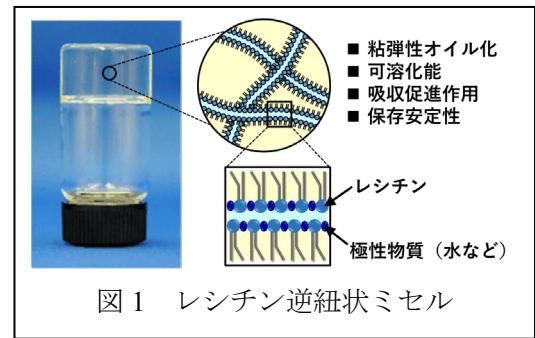 ■ 粘弾性オイル化
■ 可溶化能
■ 吸収促進作用
■ 保存安定性
レシチン
極性物質（水など）
図1 レシチン逆紐状ミセル